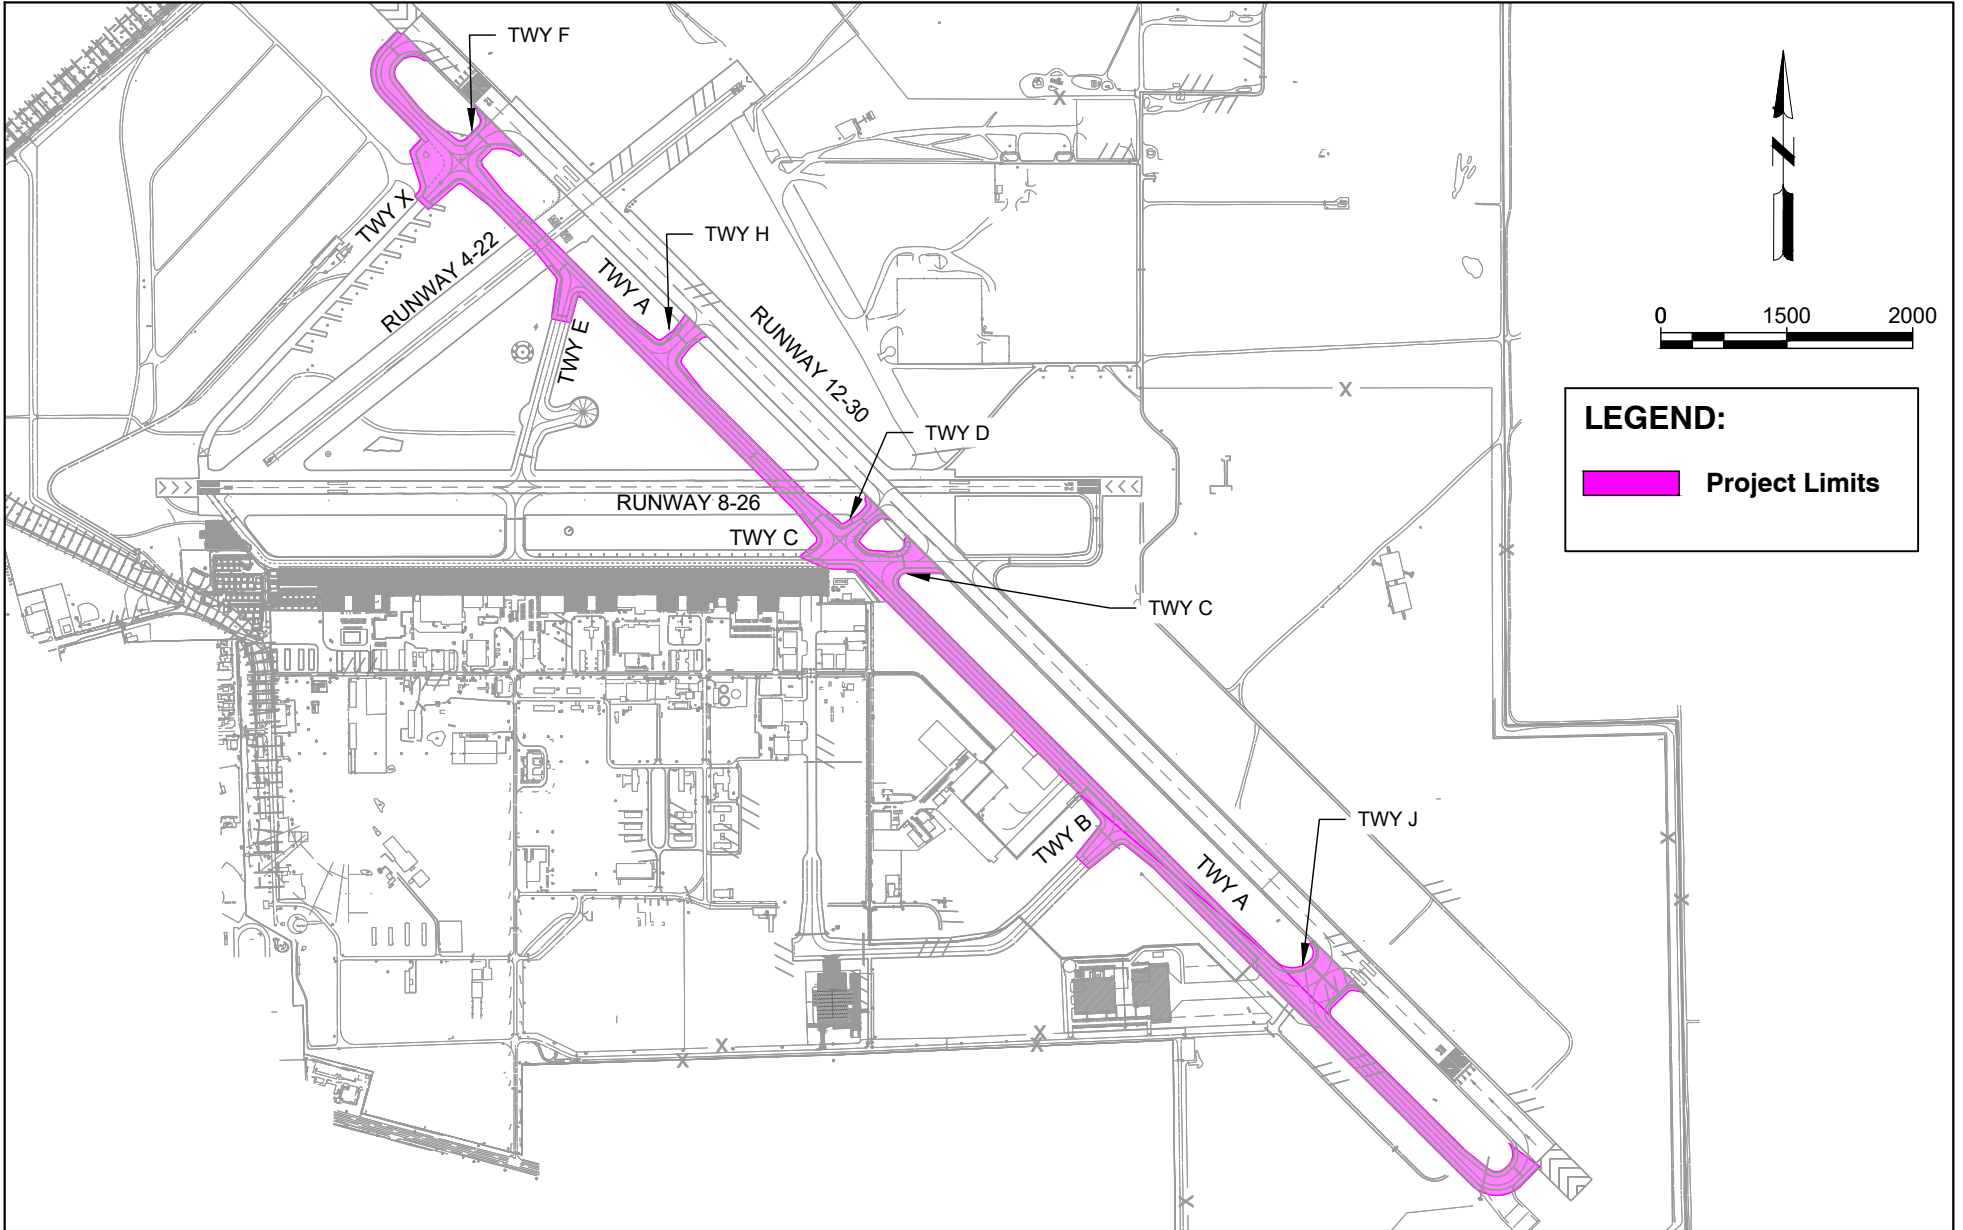 TWY F
TWY X
RUNWAY 4-22
TWY H
TWY A
TWY E
RUNWAY 12-30
0 1500 2000
N
LEGEND:
Project Limits
TWY D
RUNWAY 8-26
TWY C
TWY C
TWY B
TWY J
TWY A